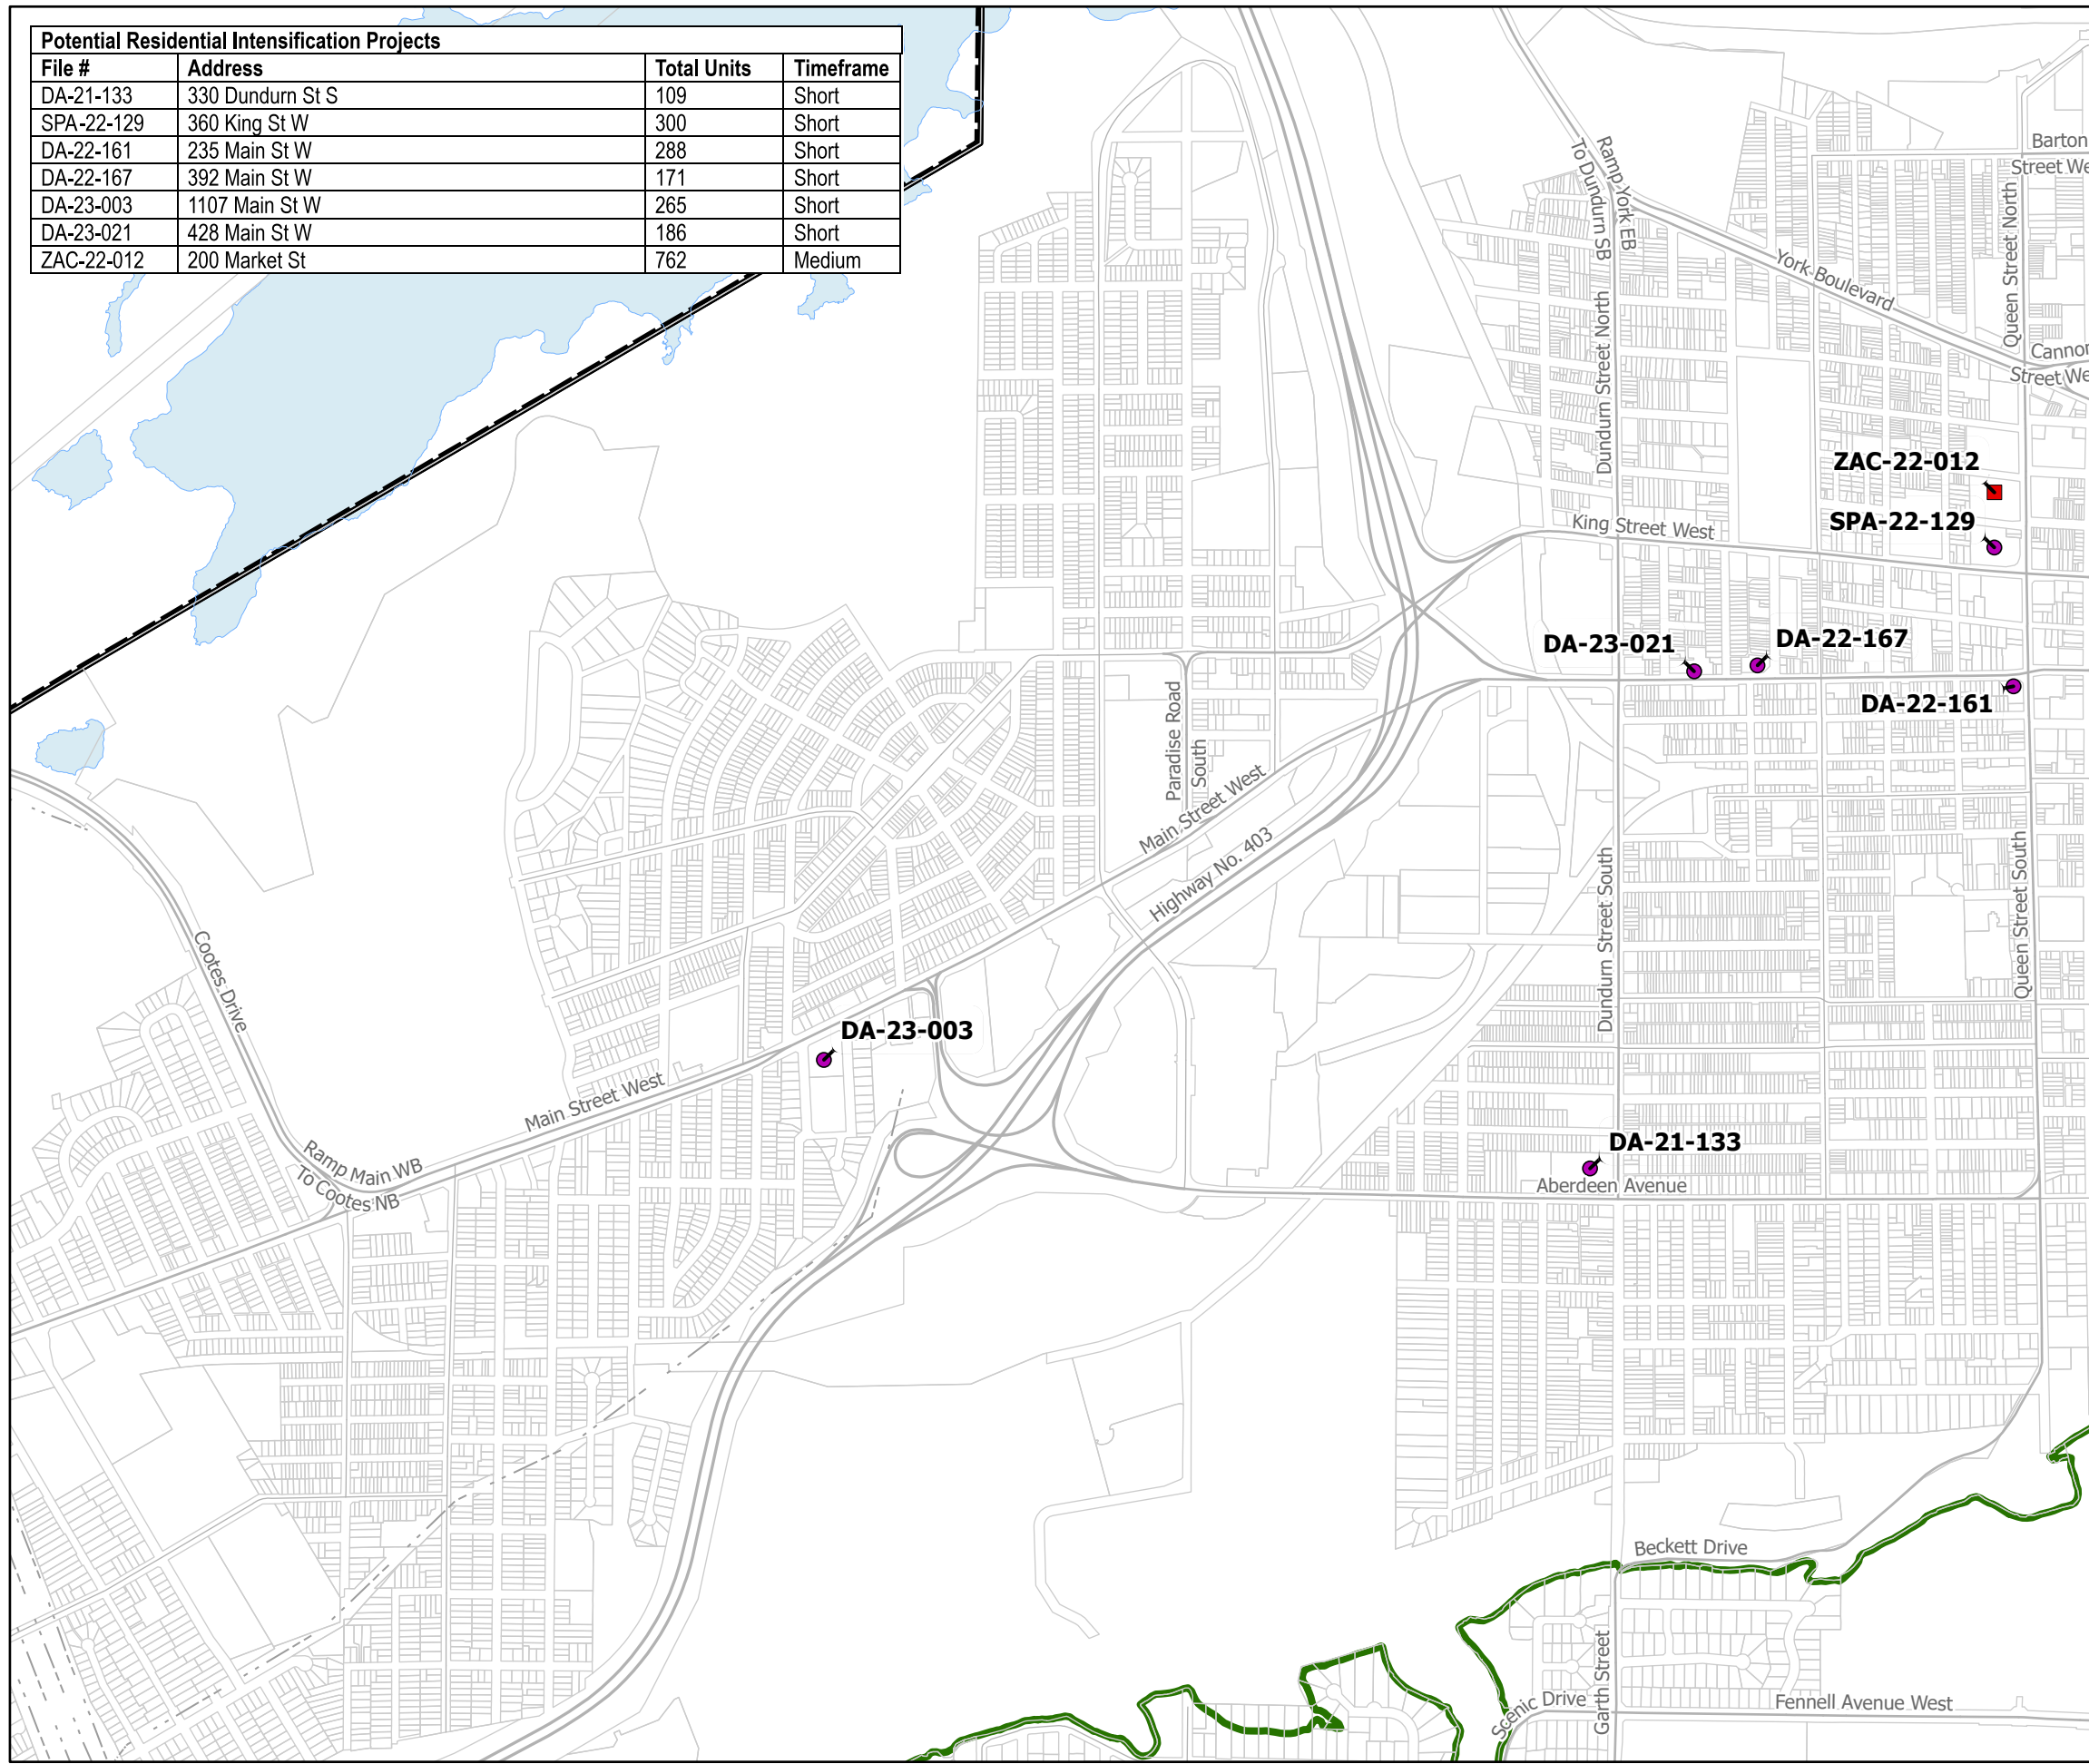 Potential Residential Intensification Projects
File # Address Total Units Timeframe
DA-21-133 330 Dundurn St S 109 Short
SPA-22-129 360 King St W 300 Short
DA-22-161 235 Main St W 288 Short
DA-22-167 392 Main St W 171 Short
DA-23-003 1107 Main St W 265 Short
DA-23-021 428 Main St W 186 Short
ZAC-22-012 200 Market St 762 Medium
Barton
Street We
Ramp York EB
To Dundurn SB
Queen Street North
York Boulevard
Cannon
Street We
Dundurn Street North
ZAC-22-012
SPA-22-129
King Street West
DA-23-021
DA-22-167
DA-22-161
Paradise Road
South
Main Street West
Highway No. 403
Dundurn Street South
Queen Street South
Cootes Drive
DA-23-003
Main Street West
Ramp Main WB
To Cootes NB
DA-21-133
Aberdeen Avenue
Beckett Drive
Garth Street
Scenic Drive
Fennell Avenue West